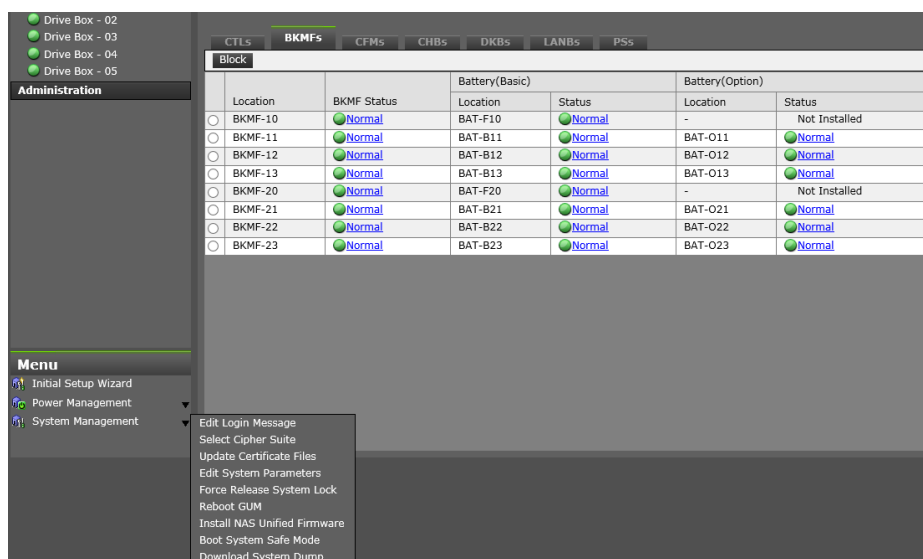 Drive Box - 02
Drive Box - 03
Drive Box - 04
Drive Box - 05
Administration
CTLs BKMFs CFMs CHBs DKBs LANBs PSs
Block
Battery(Basic) Battery(Option)
Location BKMF Status Location Status Location Status
BKMF-10 Normal BAT-F10 Normal - Not Installed
BKMF-11 Normal BAT-B11 Normal BAT-O11 Normal
BKMF-12 Normal BAT-B12 Normal BAT-O12 Normal
BKMF-13 Normal BAT-B13 Normal BAT-O13 Normal
BKMF-20 Normal BAT-F20 Normal - Not Installed
BKMF-21 Normal BAT-B21 Normal BAT-O21 Normal
BKMF-22 Normal BAT-B22 Normal BAT-O22 Normal
BKMF-23 Normal BAT-B23 Normal BAT-O23 Normal
Menu
Initial Setup Wizard
Power Management
System Management
Edit Login Message
Select Cipher Suite
Update Certificate Files
Edit System Parameters
Force Release System Lock
Reboot GUM
Install NAS Unified Firmware
Boot System Safe Mode
Download System Dump